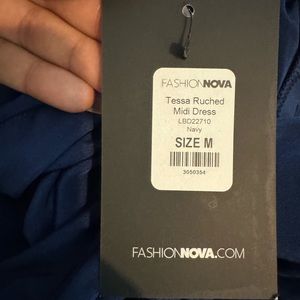 FASHIONNOVA
Tessa Ruched
Midi Dress
LBD22710
Navy
SIZE M
3650354
FASHIONNOVA.COM